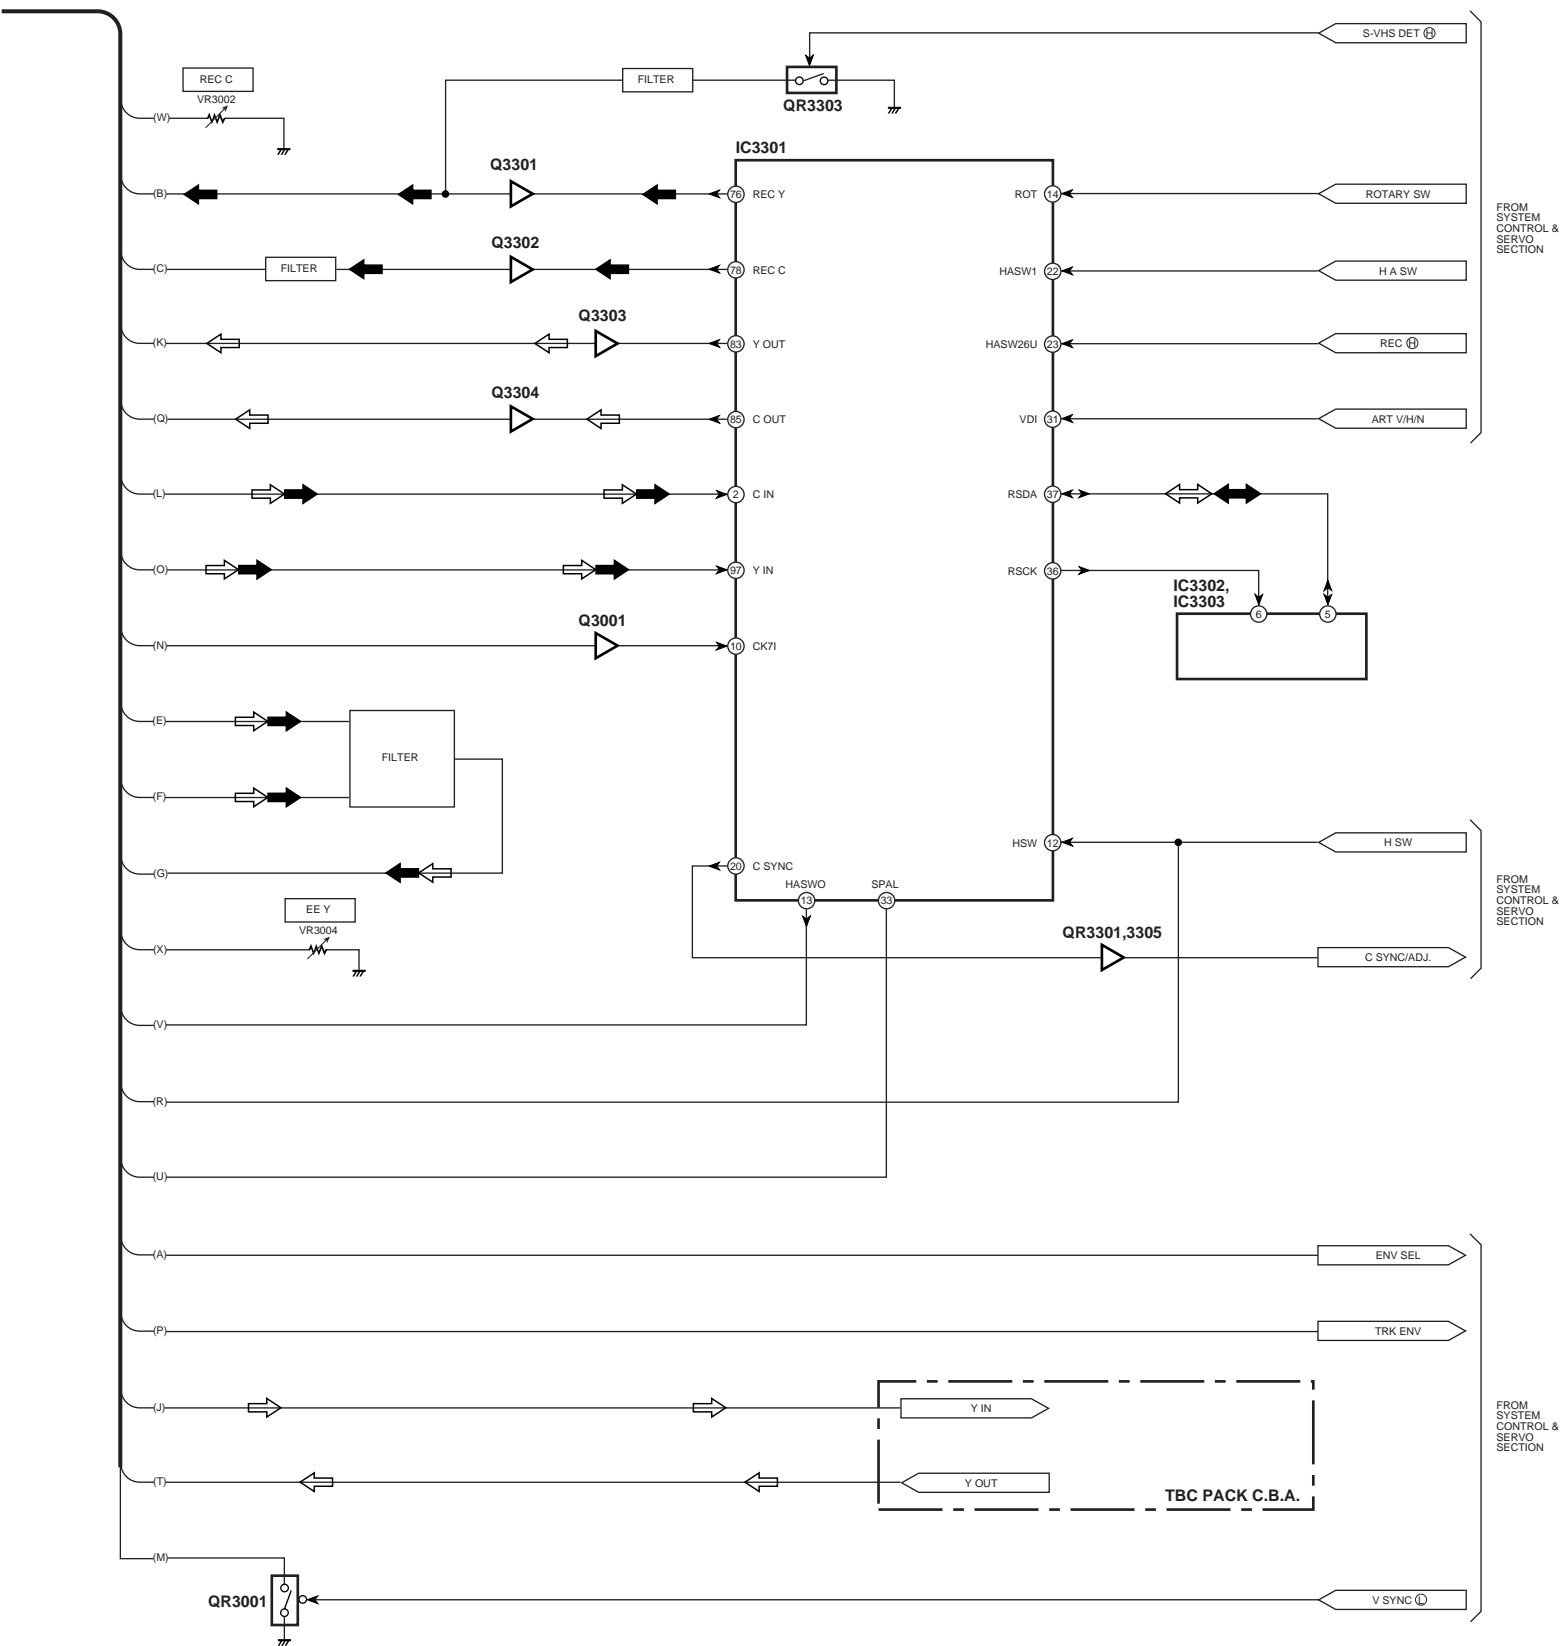 S-VHS DET Ⓗ
REC C
VR3002
FILTER
QR3303
(W)
IC3301
Q3301
(B)
76 REC Y
ROT 14
ROTARY SW
FROM
SYSTEM
CONTROL &
SERVO
SECTION
Q3302
(C)
FILTER
78 REC C
HASW1 22
H A SW
Q3303
(K)
83 Y OUT
HASW26U 23
REC Ⓗ
Q3304
(Q)
85 C OUT
VDI 31
ART V/H/N
(L)
2 C IN
RSDA 37
(O)
97 Y IN
RSCK 36
IC3302,
IC3303
6
5
Q3001
(N)
10 CK7I
(E)
FILTER
(F)
HSW 12
H SW
(G)
20 C SYNC
HASWO
13
SPAL
33
FROM
SYSTEM
CONTROL &
SERVO
SECTION
EE Y
VR3004
(X)
QR3301,3305
C SYNC/ADJ.
(V)
(R)
(U)
(A)
ENV SEL
(P)
TRK ENV
(J)
Y IN
FROM
SYSTEM
CONTROL &
SERVO
SECTION
(T)
Y OUT
TBC PACK C.B.A.
(M)
QR3001
V SYNC Ⓛ